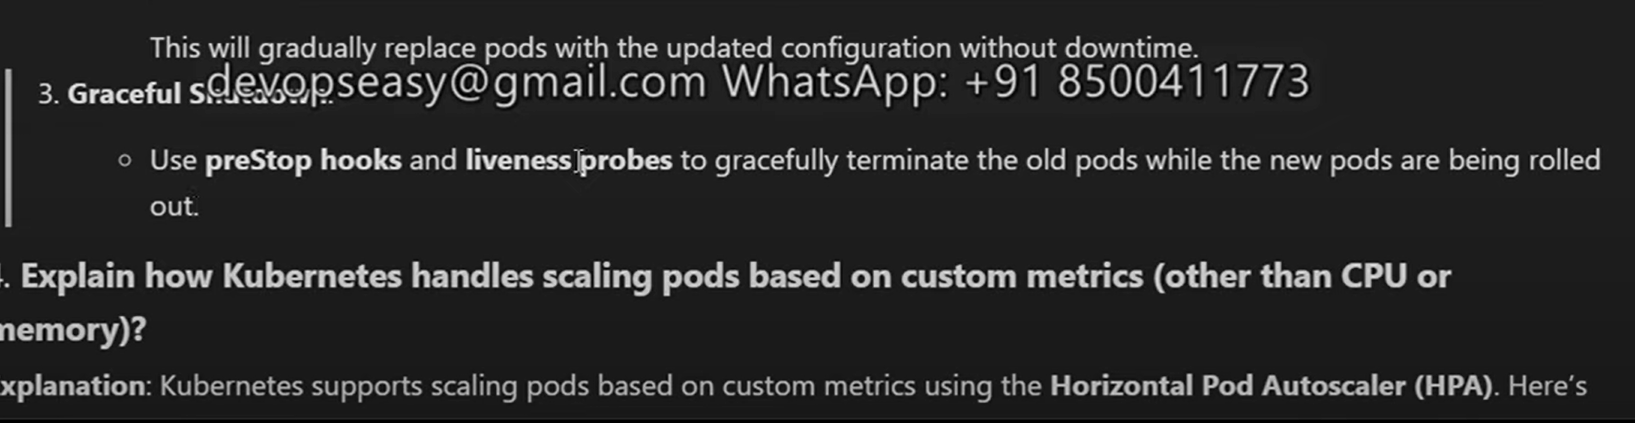 This will gradually replace pods with the updated configuration without downtime.
devopseasy@gmail.com WhatsApp: +91 8500411773
3. Graceful Shutdown:
Use preStop hooks and liveness probes to gracefully terminate the old pods while the new pods are being rolled
out.
4. Explain how Kubernetes handles scaling pods based on custom metrics (other than CPU or
memory)?
xplanation: Kubernetes supports scaling pods based on custom metrics using the Horizontal Pod Autoscaler (HPA). Here's